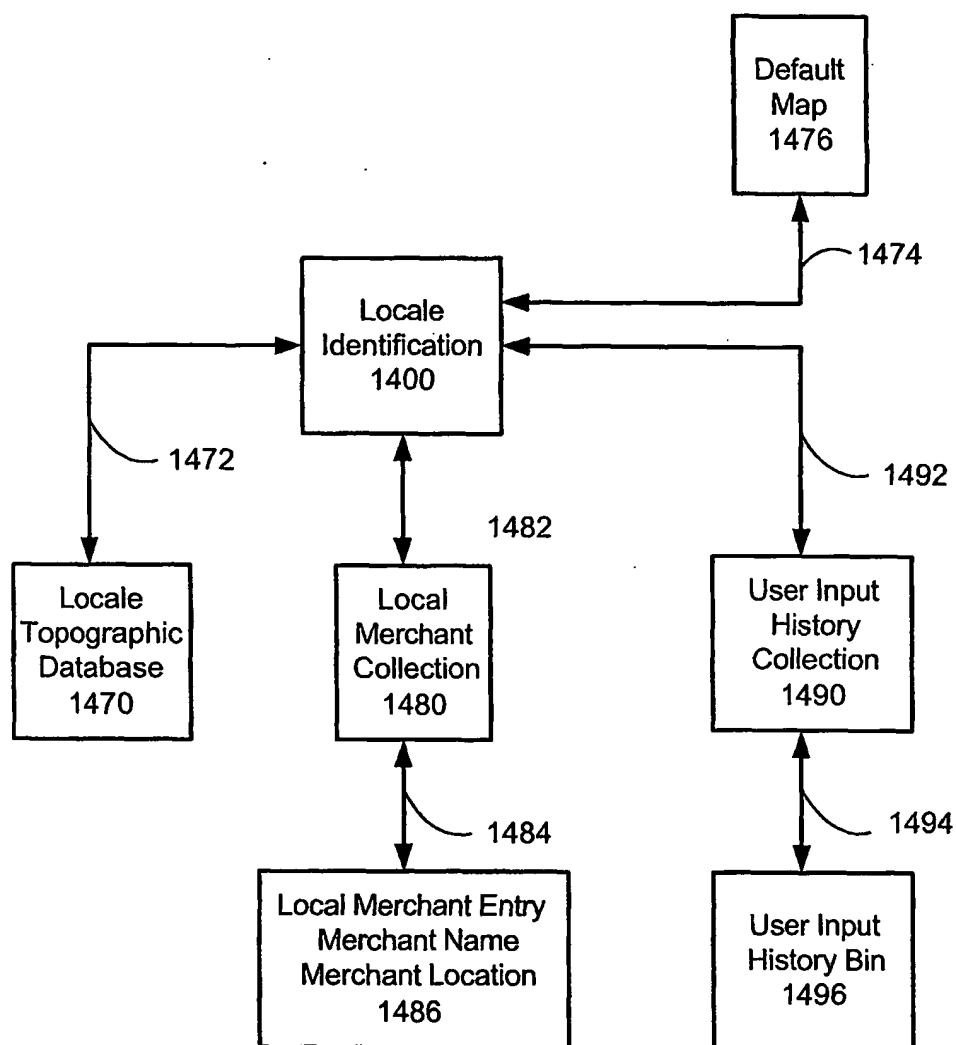 Default
Map
1476
1474
Locale
Identification
1400
1472
1492
1482
Locale
Topographic
Database
1470
Local
Merchant
Collection
1480
User Input
History
Collection
1490
1484
1494
Local Merchant Entry
Merchant Name
Merchant Location
1486
User Input
History Bin
1496